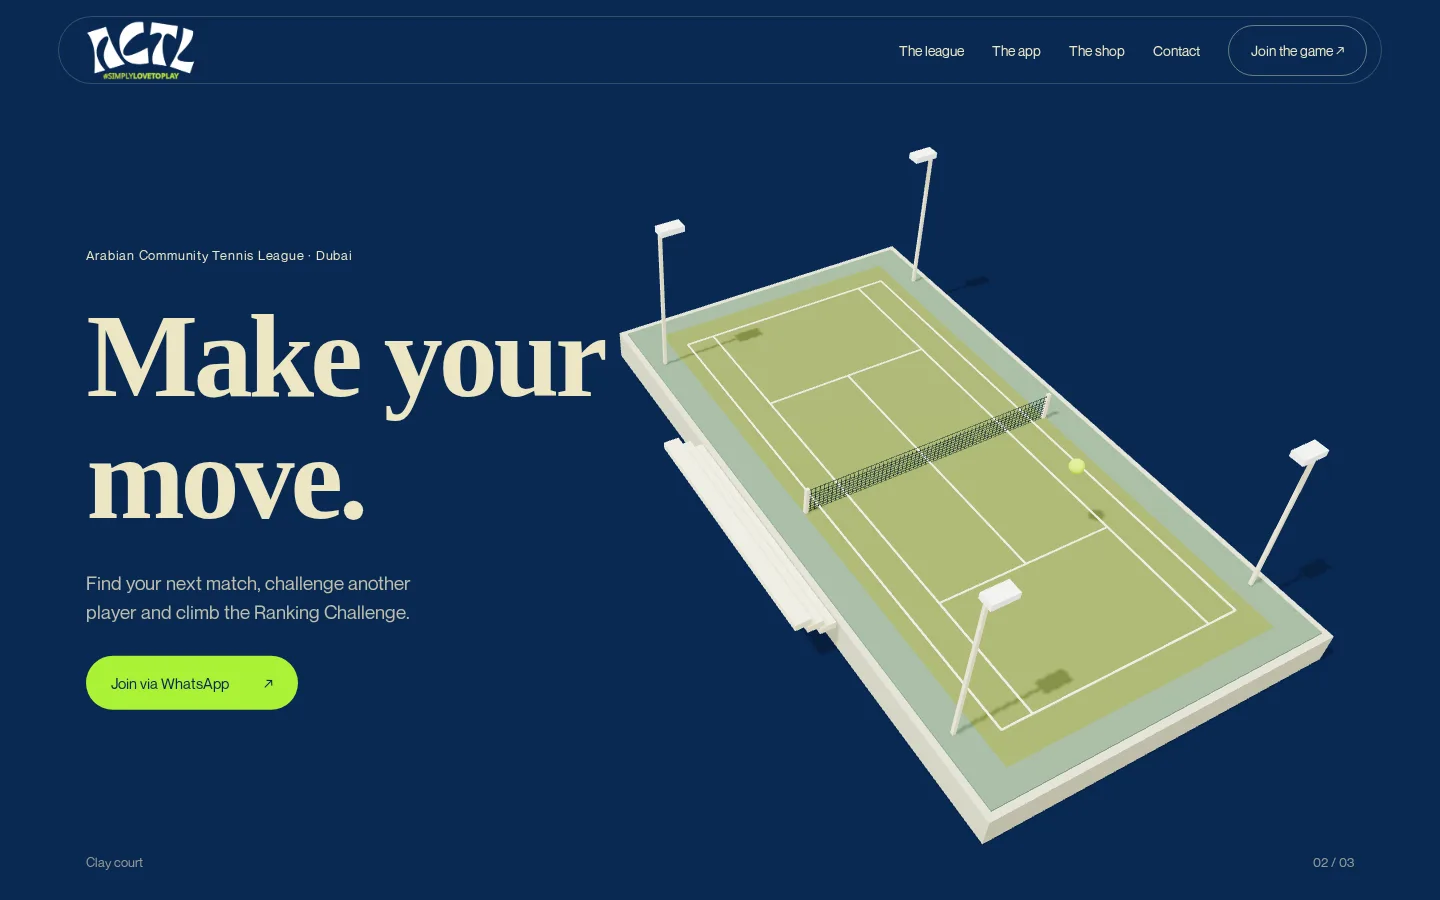 ACTL
#SIMPLYLOVETOPLAY
The league
The app
The shop
Contact
Join the game ↗
Arabian Community Tennis League · Dubai
Make your
move.
Find your next match, challenge another
player and climb the Ranking Challenge.
Join via WhatsApp ↗
Clay court
02 / 03